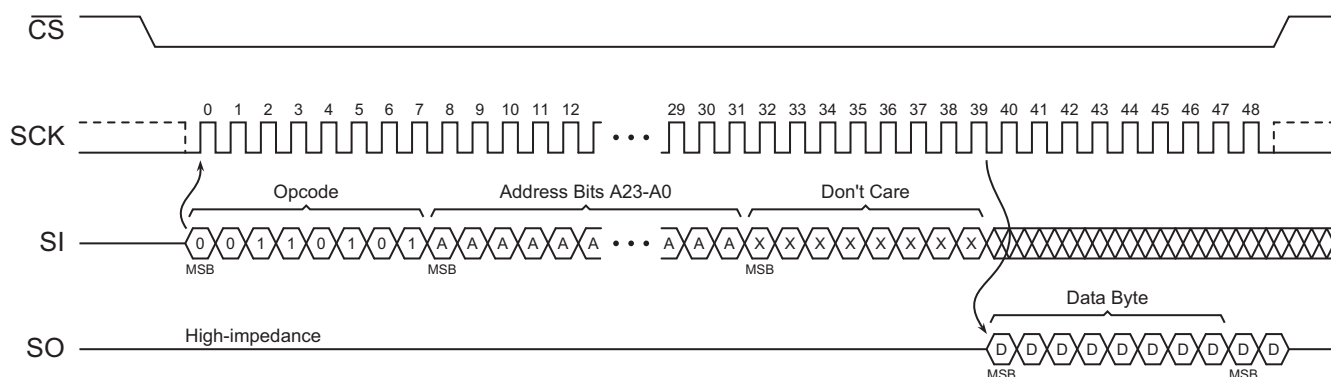 CS
0 1 2 3 4 5 6 7 8 9 10 11 12 29 30 31 32 33 34 35 36 37 38 39 40 41 42 43 44 45 46 47 48
SCK
Opcode Address Bits A23-A0 Don't Care
SI 0 0 1 1 0 1 0 1 A A A A A A A A A X X X X X X X X
MSB MSB MSB
Data Byte
High-impedance
SO D D D D D D D D D D
MSB MSB